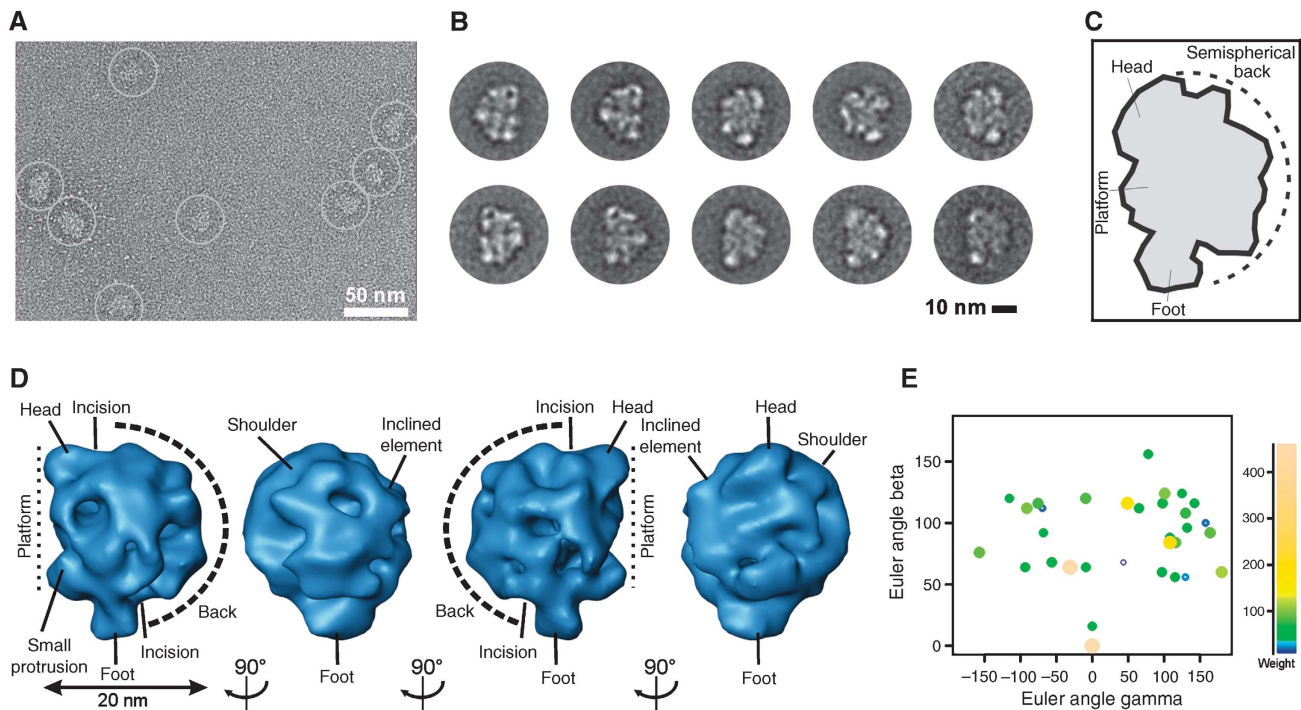 A
50 nm
B
10 nm
C
Head
Semispherical
back
Platform
Foot
D
Head
Incision
Platform
Small
protrusion
Foot
Incision
Back
20 nm
90°
Shoulder
Inclined
element
Foot
90°
Incision
Head
Platform
Back
Incision
Foot
90°
Inclined
element
Head
Shoulder
Foot
E
Euler angle beta
150
100
50
0
−150 −100 −50 0 50 100 150
Euler angle gamma
400
300
200
100
Weight